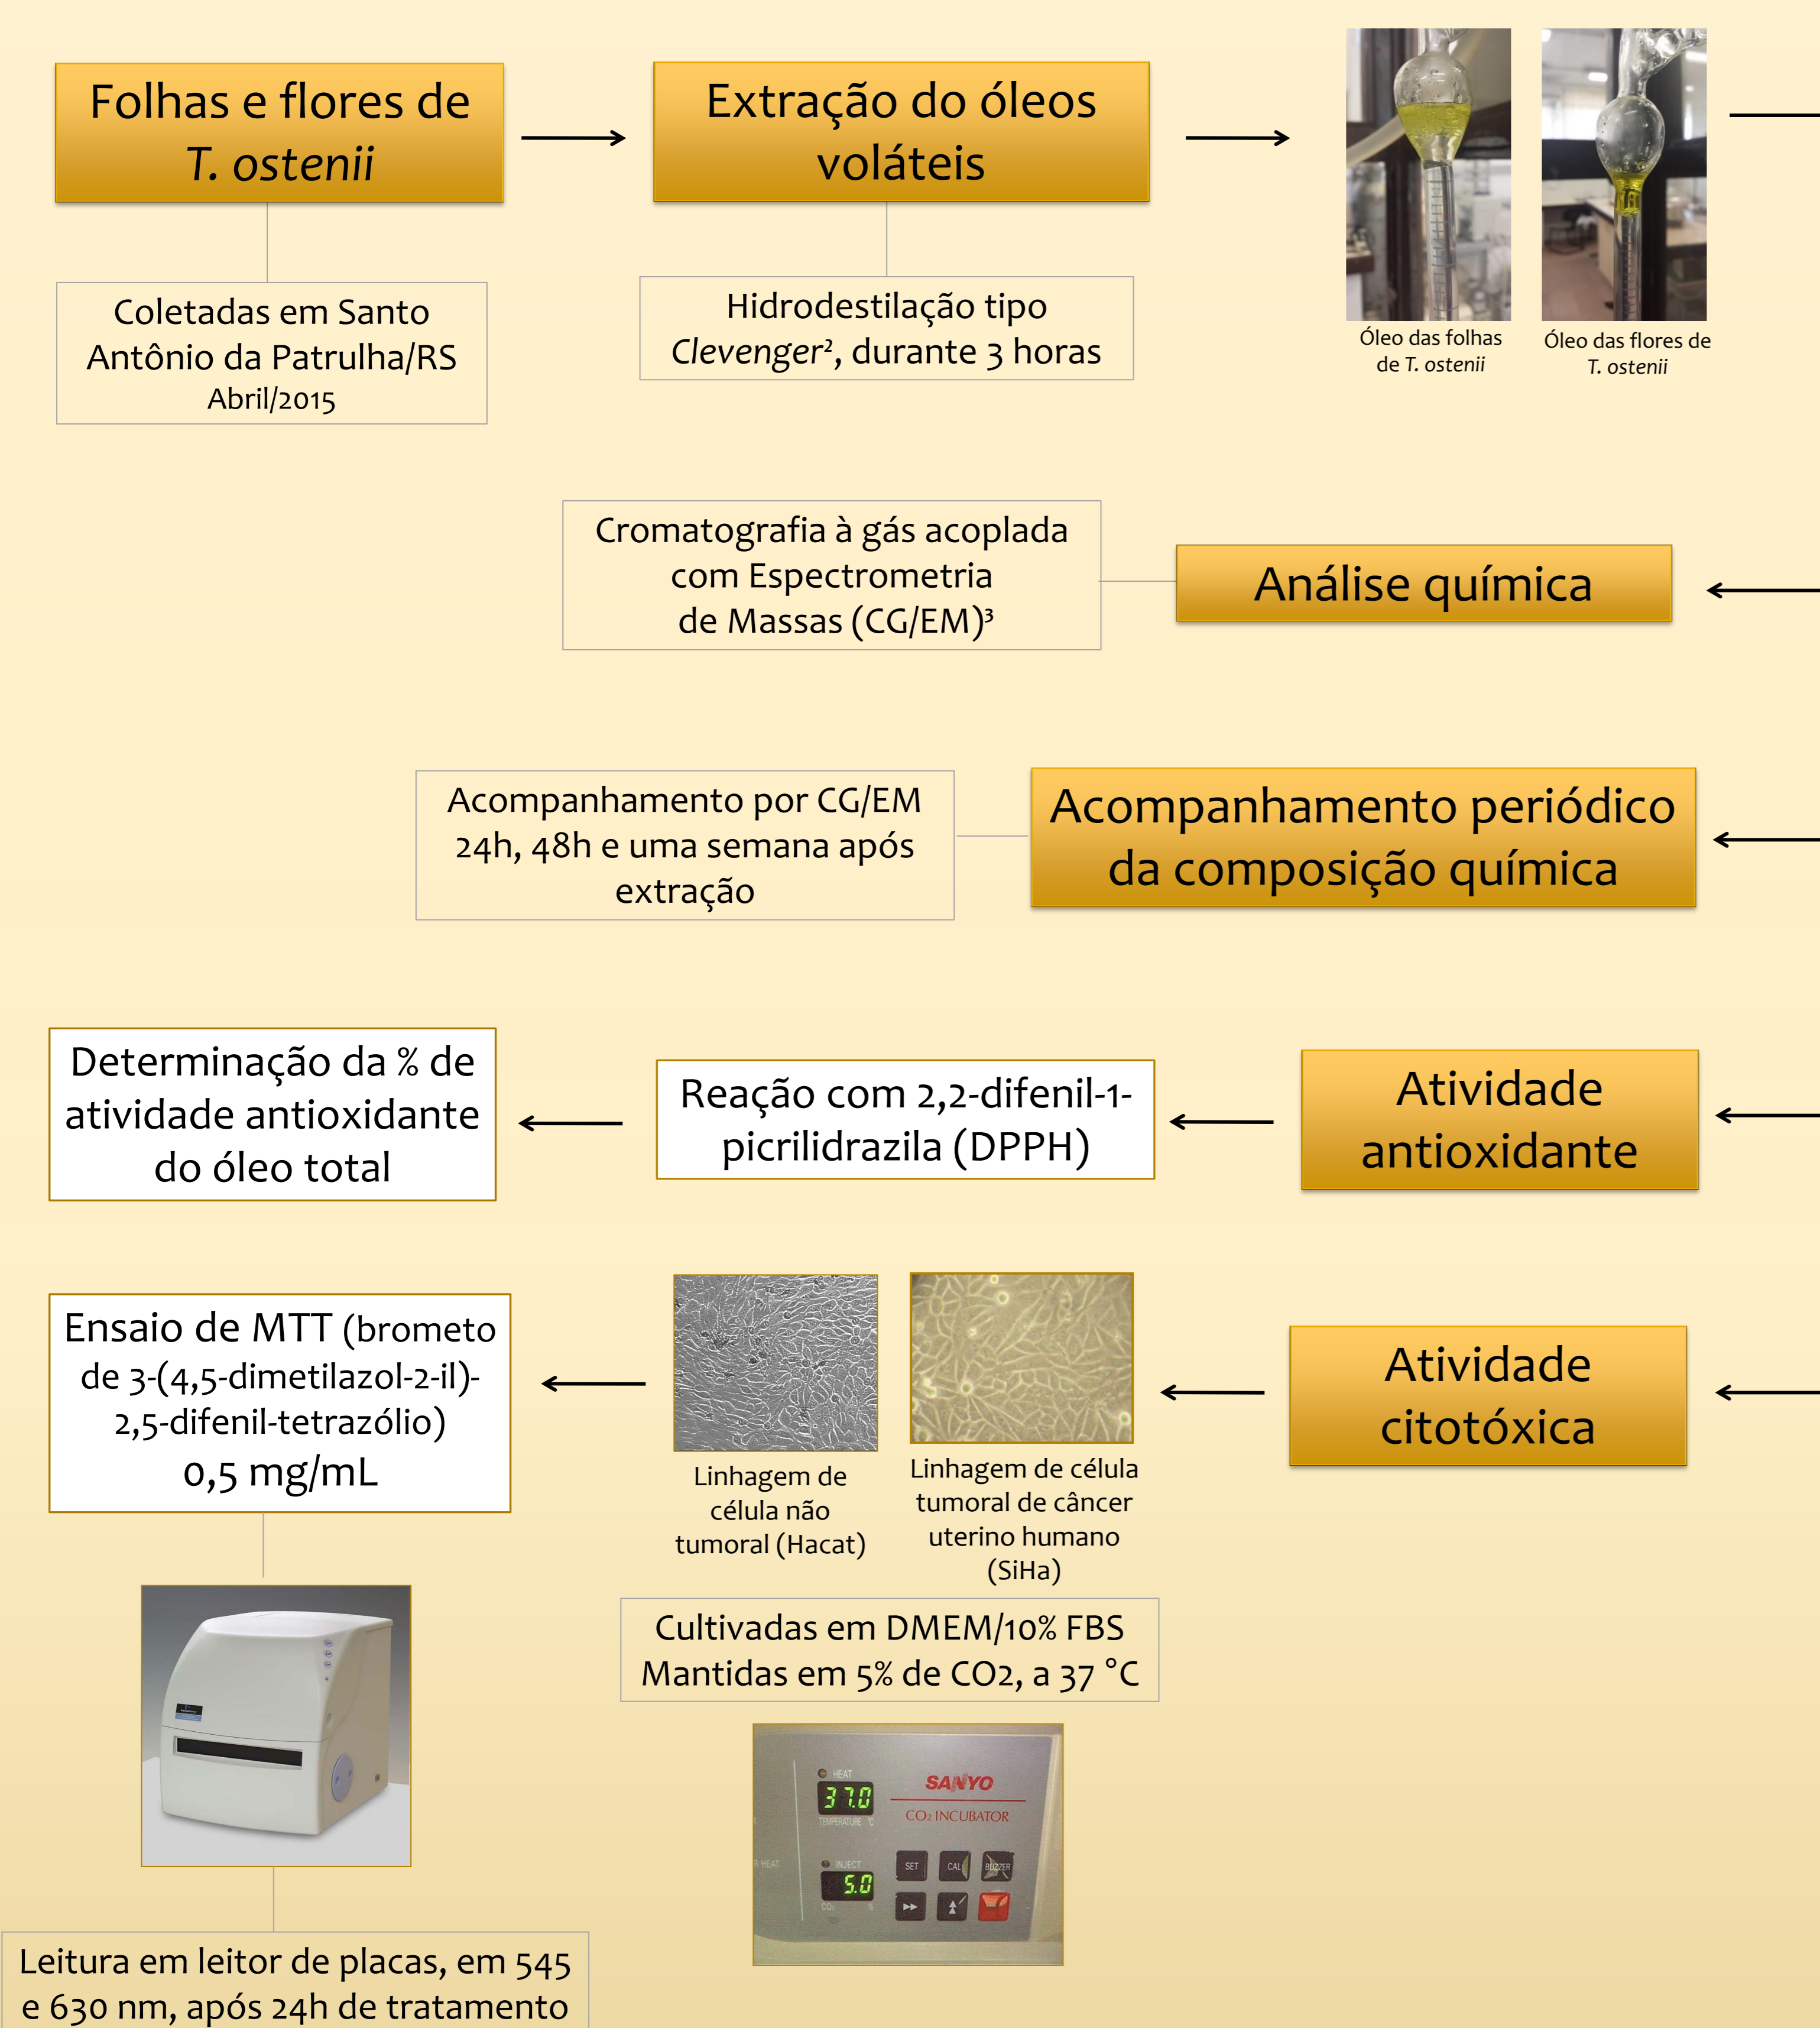 Folhas e flores de
T. ostenii
Extração do óleos
voláteis
Coletadas em Santo
Antônio da Patrulha/RS
Abril/2015
Hidrodestilação tipo
Clevenger², durante 3 horas
Óleo das folhas
de T. ostenii
Óleo das flores de
T. ostenii
Cromatografia à gás acoplada
com Espectrometria
de Massas (CG/EM)³
Análise química
Acompanhamento por CG/EM
24h, 48h e uma semana após
extração
Acompanhamento periódico
da composição química
Determinação da % de
atividade antioxidante
do óleo total
Reação com 2,2-difenil-1-
picrilidrazila (DPPH)
Atividade
antioxidante
Ensaio de MTT (brometo
de 3-(4,5-dimetilazol-2-il)-
2,5-difenil-tetrazólio)
0,5 mg/mL
Linhagem de
célula não
tumoral (Hacat)
Linhagem de célula
tumoral de câncer
uterino humano
(SiHa)
Atividade
citotóxica
Cultivadas em DMEM/10% FBS
Mantidas em 5% de CO2, a 37 °C
HEAT
37.0
TEMPERATURE °C
SANYO
CO₂ INCUBATOR
R HEAT
INJECT
5.0
CO₂ %
SET
CAL
BUZZER
Leitura em leitor de placas, em 545
e 630 nm, após 24h de tratamento